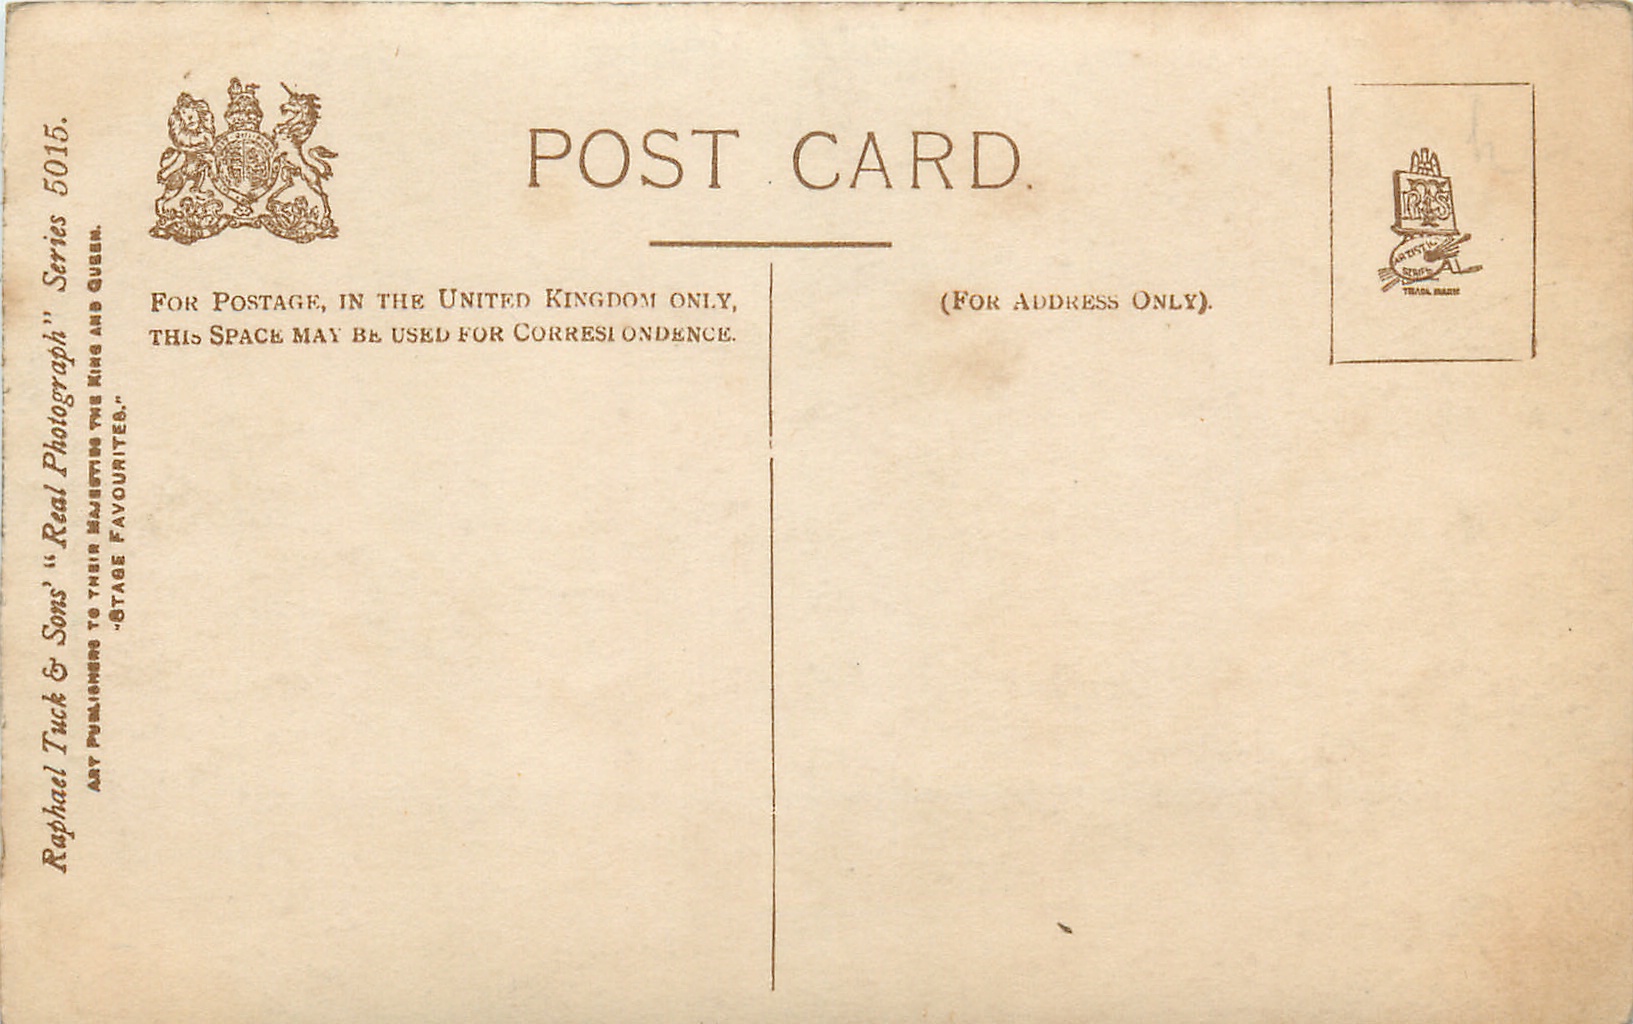 POST CARD.
FOR POSTAGE, IN THE UNITED KINGDOM ONLY,
THIS SPACE MAY BE USED FOR CORRESPONDENCE.
(FOR ADDRESS ONLY).
Raphael Tuck & Sons' "Real Photograph" Series 5015.
ART PUBLISHERS TO THEIR MAJESTIES THE KING AND QUEEN.
"STAGE FAVOURITES."
ARTISTIC
SERIES
TRADE MARK